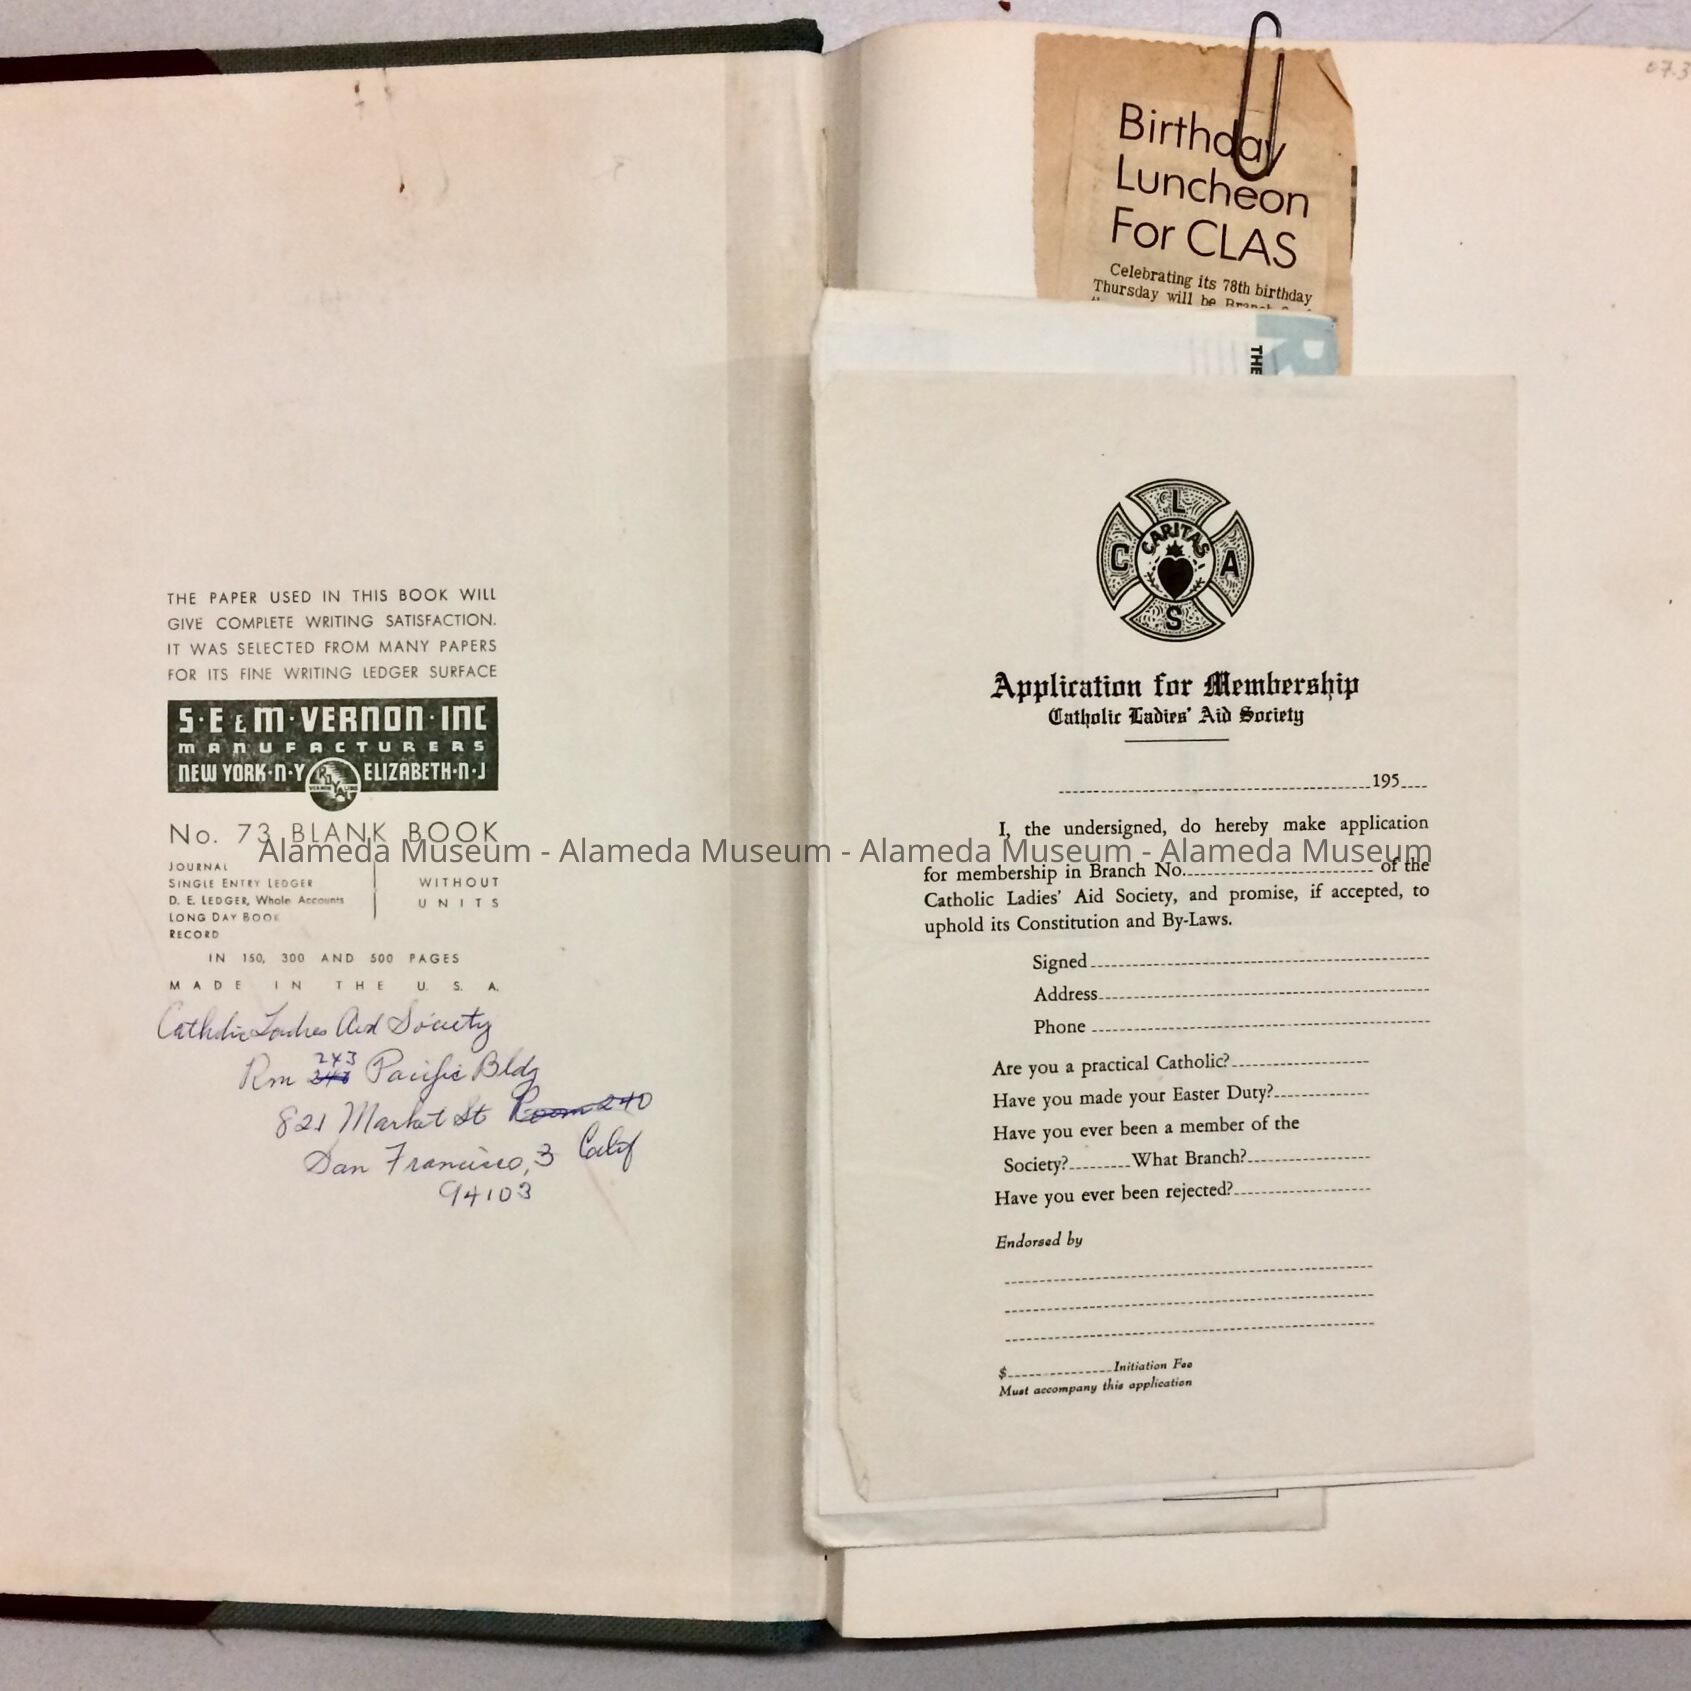 THE PAPER USED IN THIS BOOK WILL
GIVE COMPLETE WRITING SATISFACTION.
IT WAS SELECTED FROM MANY PAPERS
FOR ITS FINE WRITING LEDGER SURFACE
S·E & M·VERNON·INC
MANUFACTURERS
NEW YORK·N·Y ELIZABETH·N·J
No. 73 BLANK BOOK
JOURNAL
SINGLE ENTRY LEDGER
D. E. LEDGER, Whole Accounts
LONG DAY BOOK
RECORD
WITHOUT
UNITS
IN 150, 300 AND 500 PAGES
MADE IN THE U. S. A.
Catholic Ladies Aid Society
Rm 243 Pacific Bldg
821 Market St Room 240
San Francisco, 3 Calif
94103
07.3
Birthday
Luncheon
For CLAS
Celebrating its 78th birthday
Thursday will be Branch
THE
L
C CARITAS A
S
Application for Membership
Catholic Ladies' Aid Society
195
I, the undersigned, do hereby make application
for membership in Branch No. of the
Catholic Ladies' Aid Society, and promise, if accepted, to
uphold its Constitution and By-Laws.
Signed
Address
Phone
Are you a practical Catholic?
Have you made your Easter Duty?
Have you ever been a member of the
Society? What Branch?
Have you ever been rejected?
Endorsed by
$ Initiation Fee
Must accompany this application
Alameda Museum - Alameda Museum - Alameda Museum - Alameda Museum